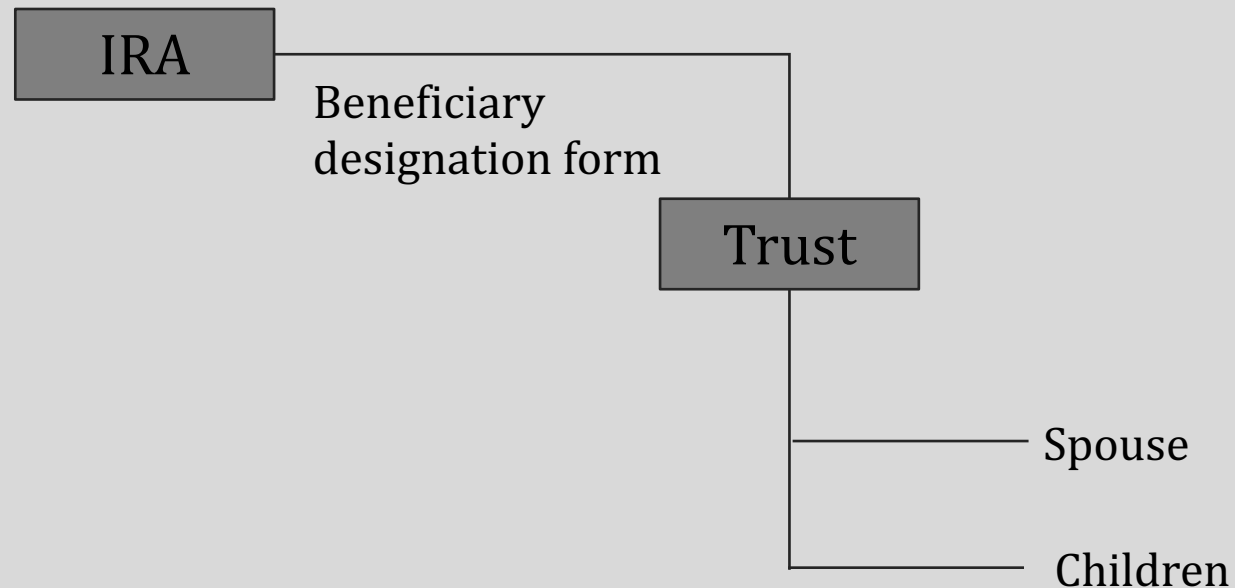 IRA
Beneficiary
designation form
Trust
Spouse
Children